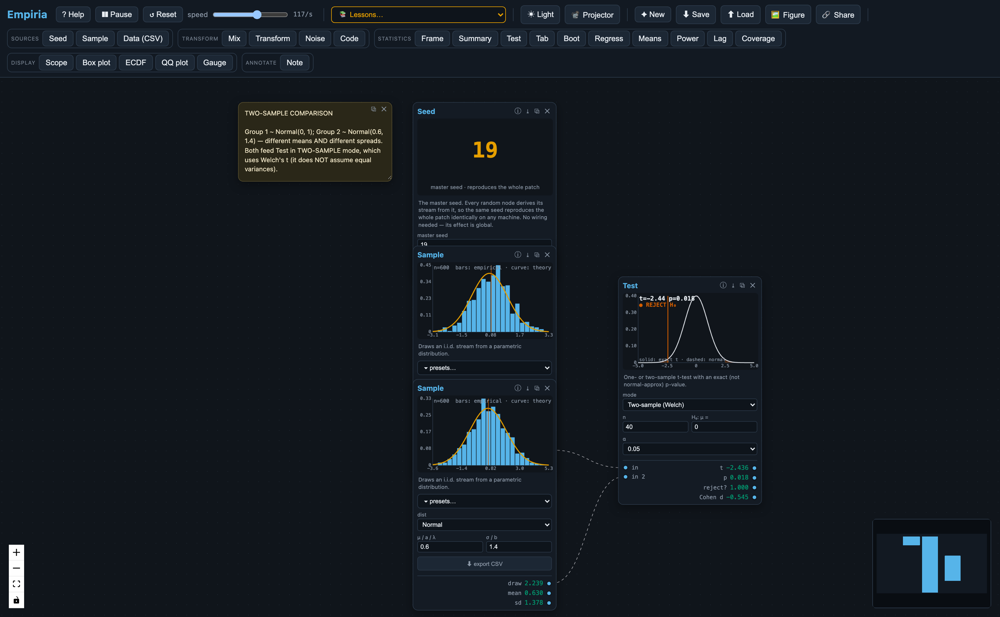 Empiria
? Help
Pause
↺ Reset
speed
117/s
📚 Lessons…
☀ Light
📽 Projector
✦ New
⬇ Save
⬆ Load
🖼 Figure
🔗 Share
SOURCES
Seed
Sample
Data (CSV)
TRANSFORM
Mix
Transform
Noise
Code
STATISTICS
Frame
Summary
Test
Tab
Boot
Regress
Means
Power
Lag
Coverage
DISPLAY
Scope
Box plot
ECDF
QQ plot
Gauge
ANNOTATE
Note
TWO-SAMPLE COMPARISON
Group 1 ~ Normal(0, 1); Group 2 ~ Normal(0.6,
1.4) — different means AND different spreads.
Both feed Test in TWO-SAMPLE mode, which
uses Welch's t (it does NOT assume equal
variances).
Seed
19
master seed · reproduces the whole patch
The master seed. Every random node derives its
stream from it, so the same seed reproduces the
whole patch identically on any machine. No wiring
needed — its effect is global.
master seed
19
Sample
n=600 bars: empirical · curve: theory
0.45
0.34
0.23
0.11
0
−3.1 −1.5 0.08 1.7 3.3
Draws an i.i.d. stream from a parametric
distribution.
presets…
Sample
n=600 bars: empirical · curve: theory
0.33
0.25
0.17
0.08
0
−3.6 −1.4 0.82 3.0 5.3
Draws an i.i.d. stream from a parametric
distribution.
presets…
dist
Normal
μ / a / λ
σ / b
0.6
1.4
⬇ export CSV
draw 2.239
mean 0.630
sd 1.378
Test
t=−2.44 p=0.018
REJECT H₀
0.40
0.30
0.20
0.10
0
solid: exact t · dashed: normal
−5.0 −2.5 0 2.5 5.0
One- or two-sample t-test with an exact (not
normal-approx) p-value.
mode
Two-sample (Welch)
n
H₀: μ =
40
0
α
0.05
in
t −2.436
in 2
p 0.018
reject? 1.000
Cohen d −0.545